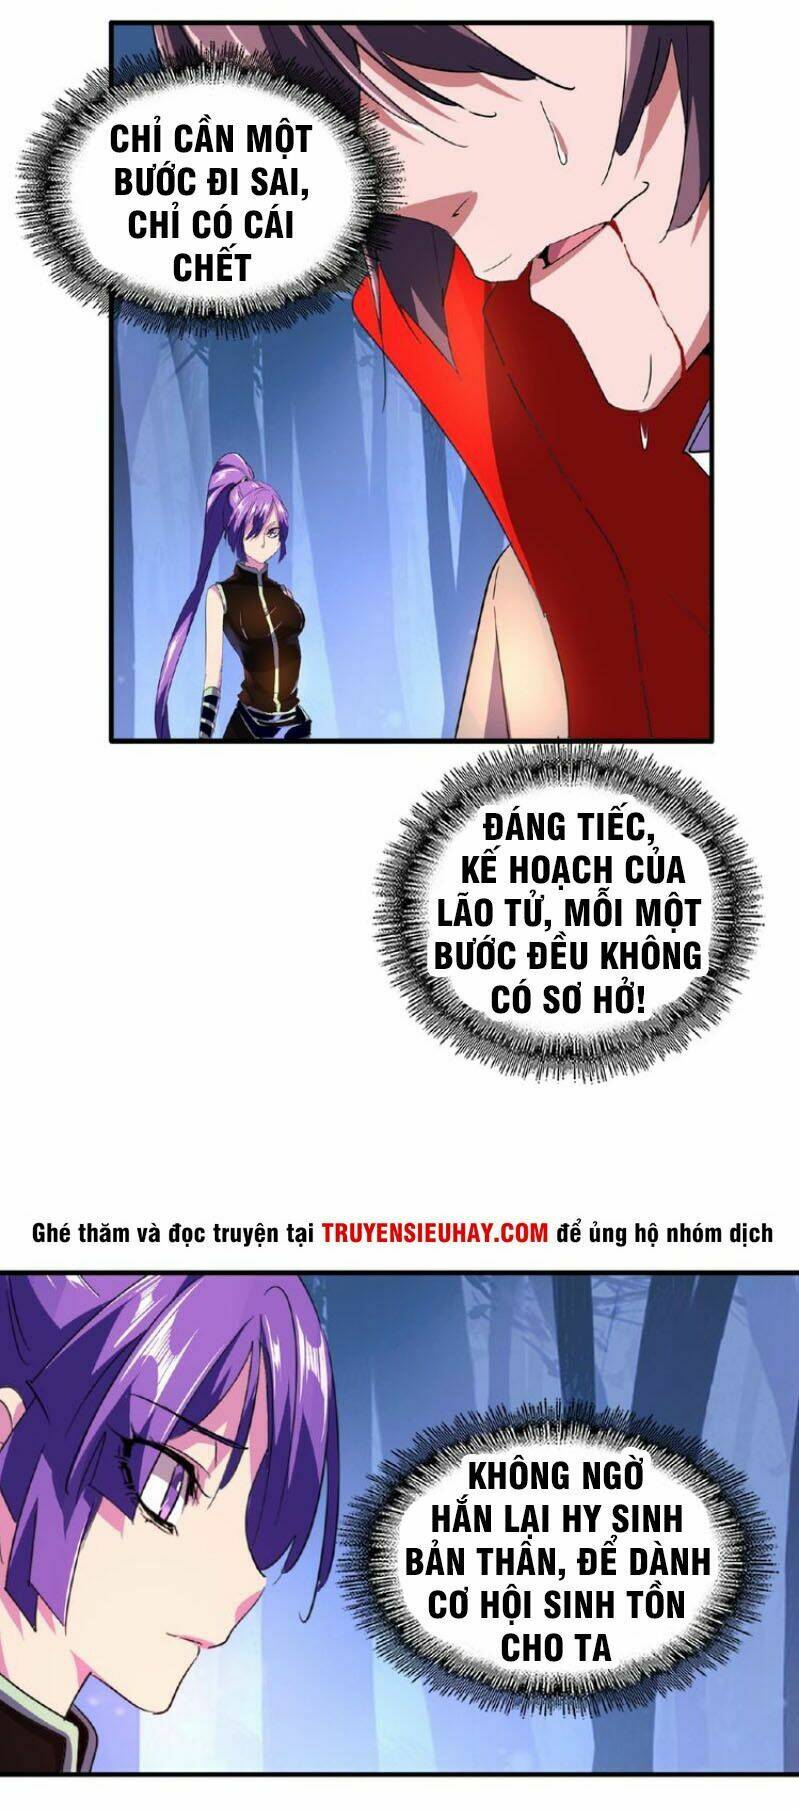 CHỈ CẦN MỘT
BƯỚC ĐI SAI,
CHỈ CÓ CÁI
CHẾT
ĐÁNG TIẾC,
KẾ HOẠCH CỦA
LÃO TỬ, MỖI MỘT
BƯỚC ĐỀU KHÔNG
CÓ SƠ HỞ!
Ghé thăm và đọc truyện tại TRUYENSIEUHAY.COM để ủng hộ nhóm dịch
KHÔNG NGỜ
HẮN LẠI HY SINH
BẢN THÂN, ĐỂ DÀNH
CƠ HỘI SINH TỒN
CHO TA